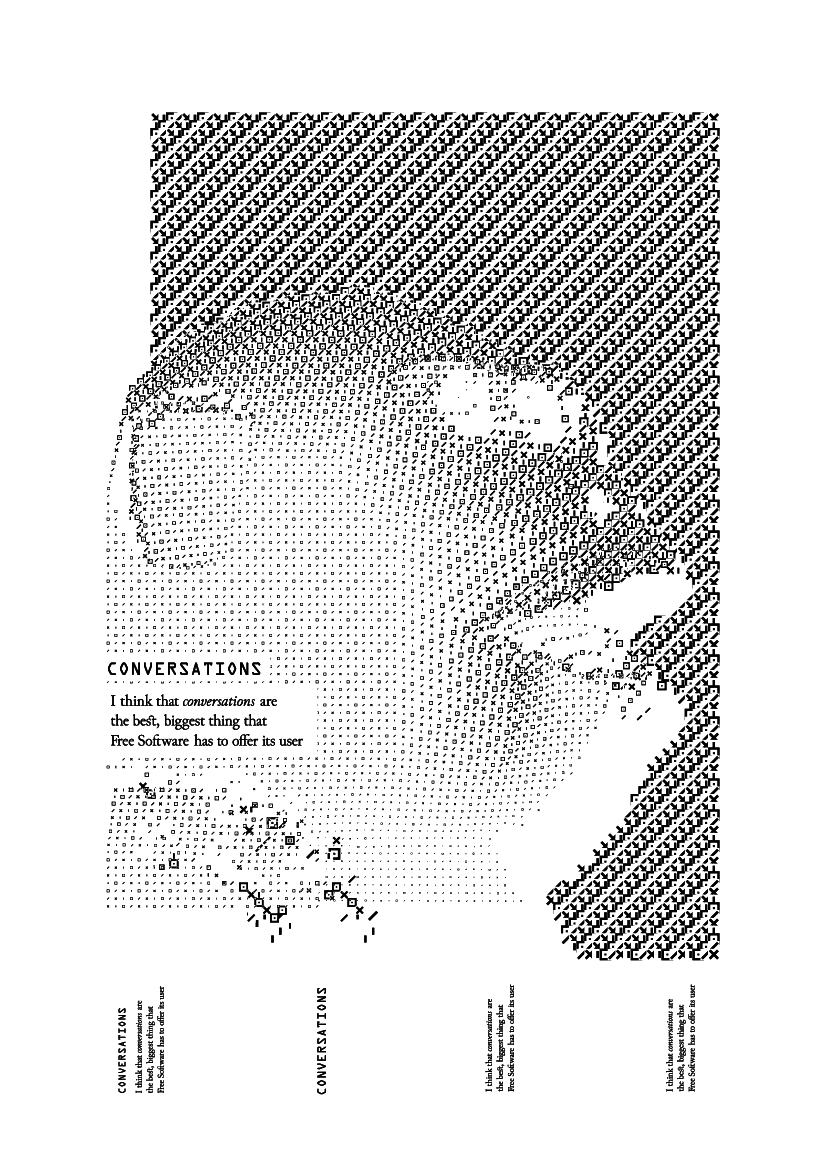 CONVERSATIONS
I think that conversations are
the best, biggest thing that
Free Software has to offer its user
CONVERSATIONS
I think that conversations are
the best, biggest thing that
Free Software has to offer its user
CONVERSATIONS
I think that conversations are
the best, biggest thing that
Free Software has to offer its user
I think that conversations are
the best, biggest thing that
Free Software has to offer its user